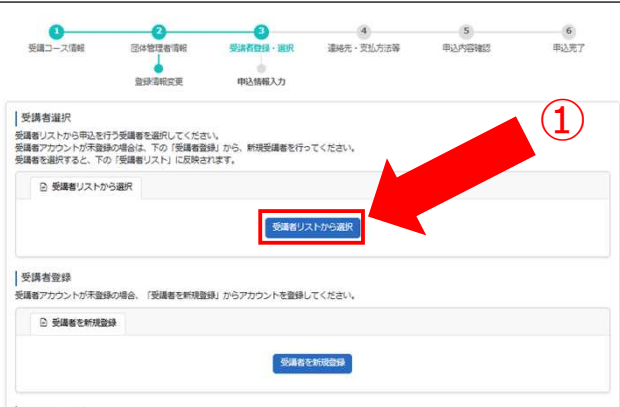 1 2 3 4 5 6
受講コース情報 団体管理者情報 受講者登録・選択 連絡先・支払方法等 申込内容確認 申込完了
登録情報変更 申込情報入力
①
受講者選択
受講者リストから申込を行う受講者を選択してください。
受講者アカウントが未登録の場合は、下の「受講者登録」から、新規受講者を行ってください。
受講者を選択すると、下の「受講者リスト」に反映されます。
受講者リストから選択
受講者リストから選択
受講者登録
受講者アカウントが未登録の場合、「受講者を新規登録」からアカウントを登録してください。
受講者を新規登録
受講者を新規登録